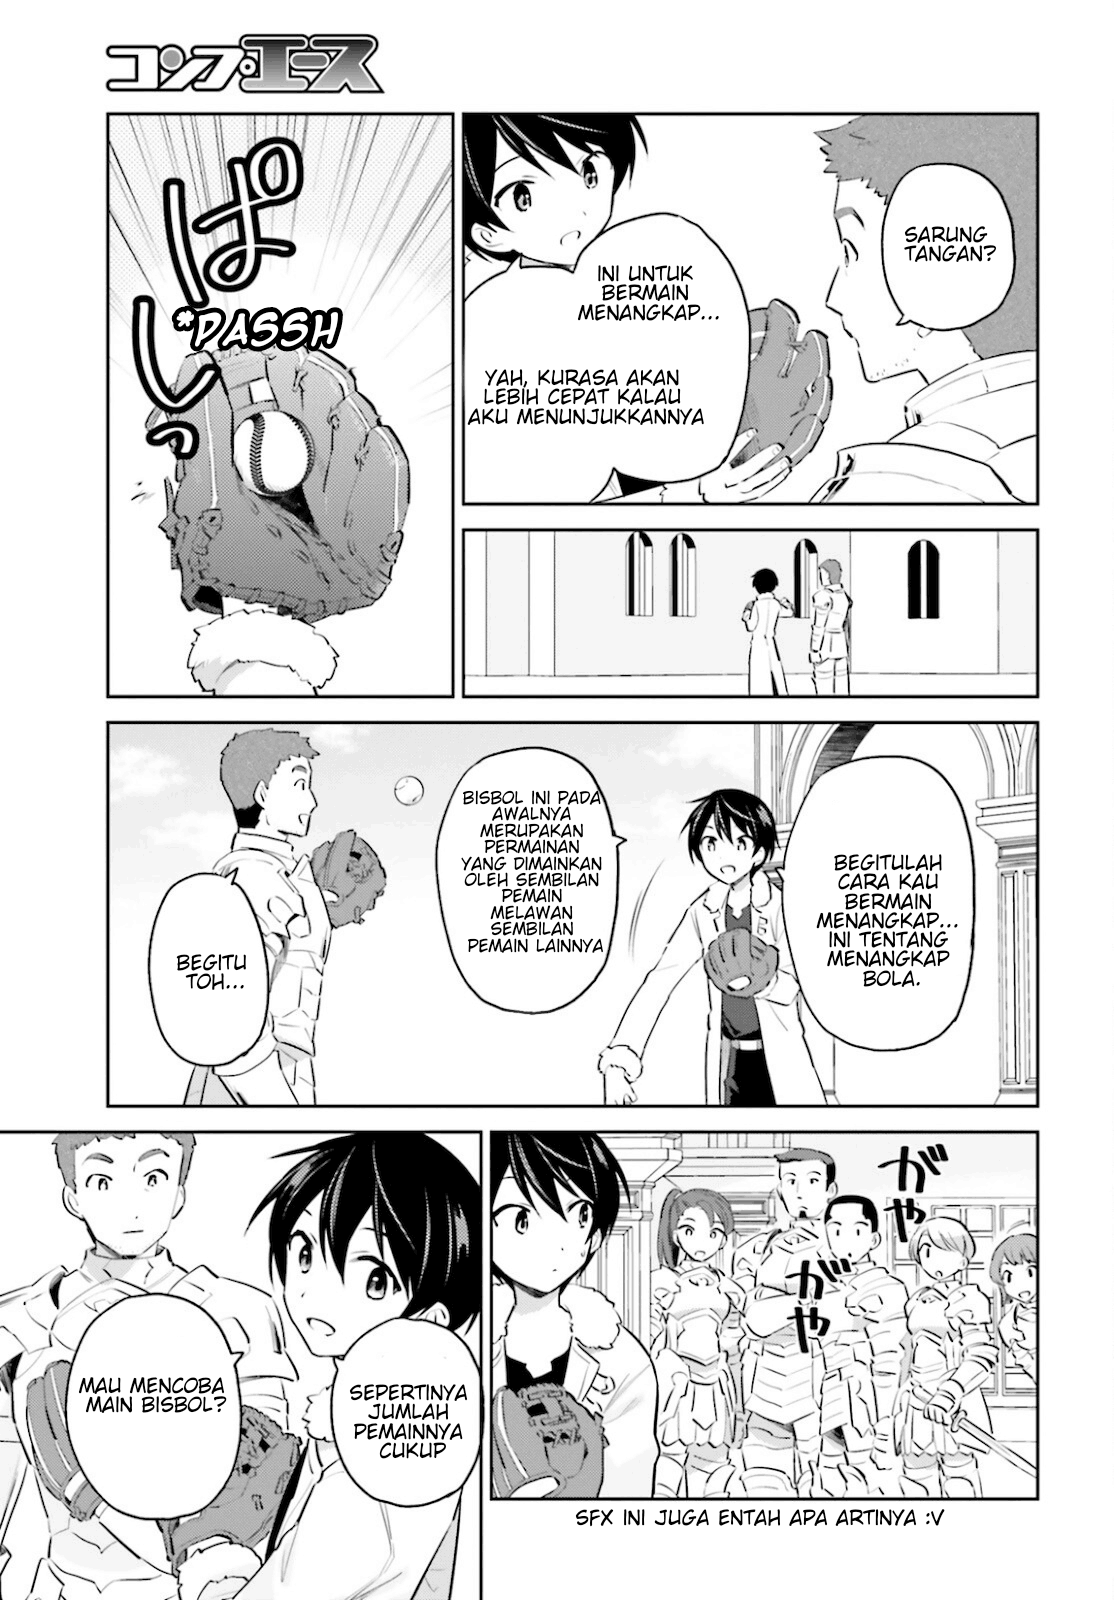 コンプエース
SARUNG
TANGAN?
INI UNTUK
BERMAIN
MENANGKAP...
YAH, KURASA AKAN
LEBIH CEPAT KALAU
AKU MENUNJUKKANNYA
ぱしっ
*PASSH
BEGITULAH
CARA KAU
BERMAIN
MENANGKAP...
INI TENTANG
MENANGKAP
BOLA.
BISBOL INI PADA
AWALNYA
MERUPAKAN
PERMAINAN
YANG DIMAINKAN
OLEH SEMBILAN
PEMAIN
MELAWAN
SEMBILAN
PEMAIN LAINNYA
BEGITU
TOH...
がや
がや
SFX INI JUGA ENTAH APA ARTINYA :V
SEPERTINYA
JUMLAH
PEMAINNYA
CUKUP
MAU MENCOBA
MAIN BISBOL?